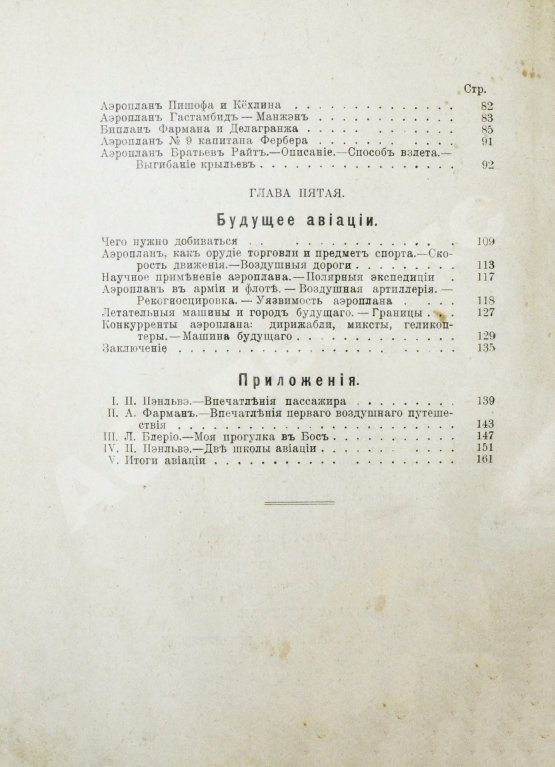 Стр.
Аэропланъ Пишофа и Кёхлина . . . . . . . . . . . . 82
Аэропланъ Гастамбидъ — Манжэнъ . . . . . . . . . . 83
Бипланъ Фармана и Делагранжа . . . . . . . . . . . 85
Аэропланъ № 9 капитана Фербера . . . . . . . . . . 91
Аэропланъ Братьевъ Райтъ.—Описаніе.—Способъ взлета.—
Выгибаніе крыльевъ . . . . . . . . . . . . . . . 92
ГЛАВА ПЯТАЯ.
Будущее авіаціи.
Чего нужно добиваться . . . . . . . . . . . . . . 109
Аэропланъ, какъ орудіе торговли и предметъ спорта.—Ско-
рость движенія.—Воздушныя дороги . . . . . . . . 113
Научное примѣненіе аэроплана.—Полярныя экспедиціи . 117
Аэропланъ въ арміи и флотѣ. — Воздушная артиллерія. —
Рекогносцировка. — Уязвимость аэроплана . . . . . 118
Летательныя машины и городъ будущаго. — Границы . . 127
Конкурренты аэроплана: дирижабли, миксты, геликоп-
теры.—Машина будущаго . . . . . . . . . . . . . 129
Заключеніе . . . . . . . . . . . . . . . . . . . 135
Приложенія.
I. П. Пэнльвэ.—Впечатлѣнія пассажира . . . . . . . 139
II. А. Фарманъ.—Впечатлѣнія перваго воздушнаго путеше-
ствія . . . . . . . . . . . . . . . . . . . . . 143
III. Л. Блеріо.—Моя прогулка въ Босъ . . . . . . . . 147
IV. П. Пэнльвэ.—Двѣ школы авіаціи . . . . . . . . . 151
V. Итоги авіаціи . . . . . . . . . . . . . . . . . 161